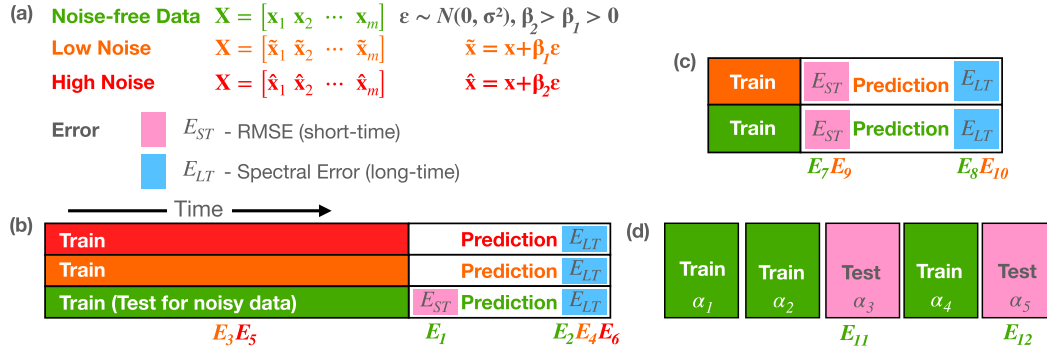 (a) Noise-free Data X = [x₁ x₂ ⋯ xₘ] ε ~ N(0, σ²), β₂ > β₁ > 0
Low Noise X = [x̃₁ x̃₂ ⋯ x̃ₘ] x̃ = x+β₁ε
High Noise X = [x̂₁ x̂₂ ⋯ x̂ₘ] x̂ = x+β₂ε
Error E_ST - RMSE (short-time)
E_LT - Spectral Error (long-time)
Time
(b)
Train Prediction E_LT
Train Prediction E_LT
Train (Test for noisy data) E_ST Prediction E_LT
E₃E₅ E₁ E₂E₄E₆
(c)
Train E_ST Prediction E_LT
Train E_ST Prediction E_LT
E₇E₉ E₈E₁₀
(d)
Train Train Test Train Test
α₁ α₂ α₃ α₄ α₅
E₁₁ E₁₂